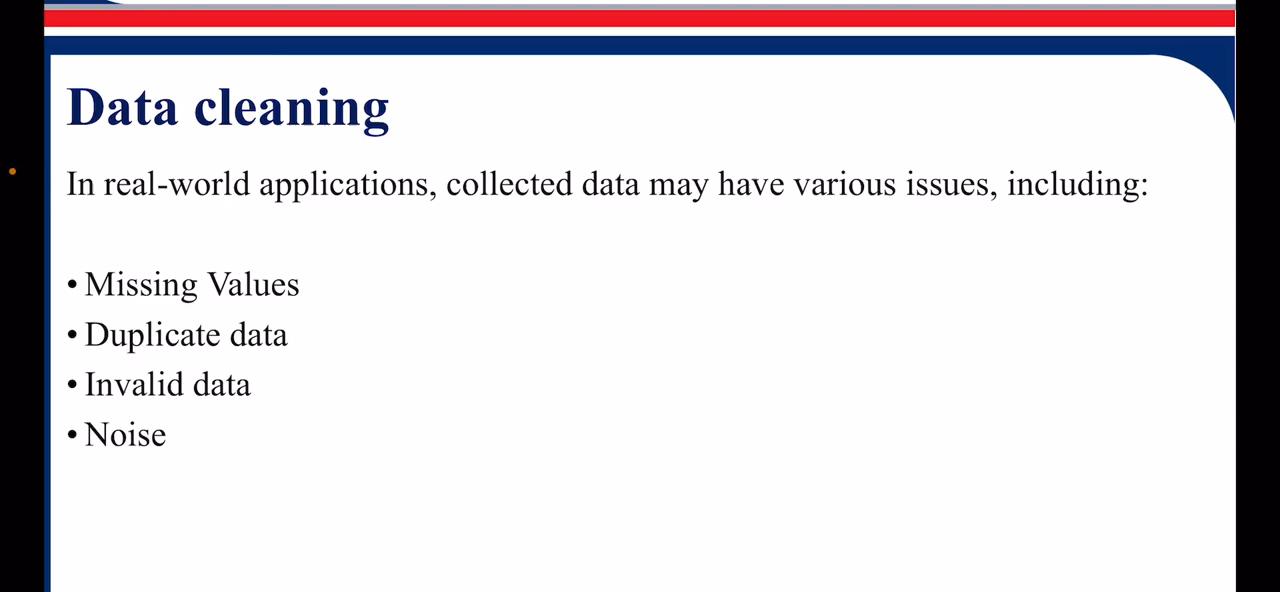 Data cleaning
In real-world applications, collected data may have various issues, including:
• Missing Values
• Duplicate data
• Invalid data
• Noise